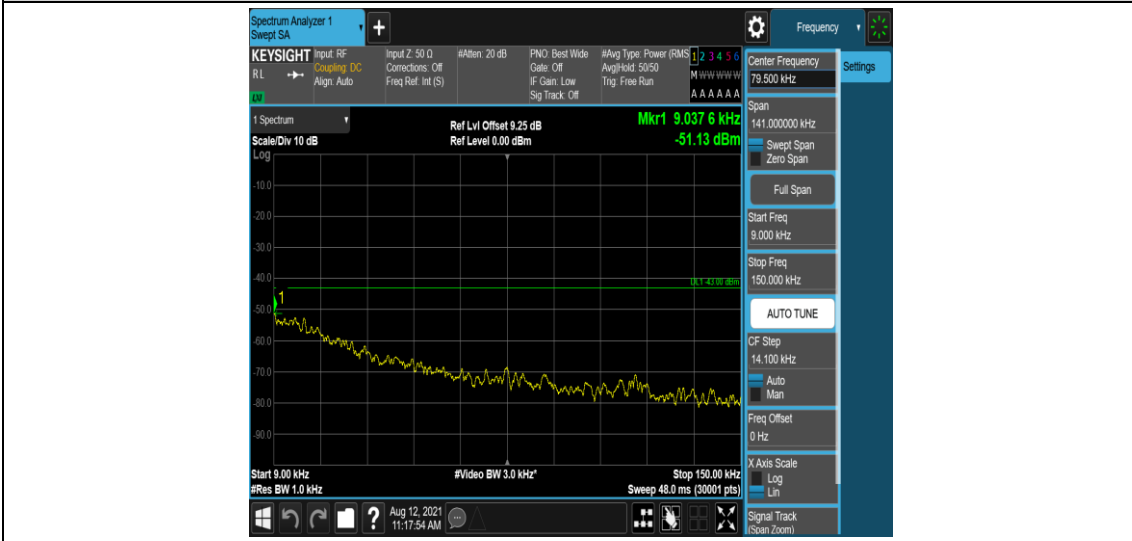 Spectrum Analyzer 1
Swept SA
Frequency
KEYSIGHT
R L
Input: RF
Coupling: DC
Align: Auto
Input Z: 50 Ω
Corrections: Off
Freq Ref: Int (S)
#Atten: 20 dB
PNO: Best Wide
Gate: Off
IF Gain: Low
Sig Track: Off
#Avg Type: Power (RMS
Avg|Hold: 50/50
Trig: Free Run
1 2 3 4 5 6
M W W W W W
A A A A A A
1 Spectrum
Scale/Div 10 dB
Log
Ref Lvl Offset 9.25 dB
Ref Level 0.00 dBm
Mkr1 9.037 6 kHz
-51.13 dBm
-10.0
-20.0
-30.0
-40.0
DL1 -43.00 dBm
1
-50.0
-60.0
-70.0
-80.0
-90.0
Start 9.00 kHz
#Res BW 1.0 kHz
#Video BW 3.0 kHz*
Stop 150.00 kHz
Sweep 48.0 ms (30001 pts)
Aug 12, 2021
11:17:54 AM
Center Frequency
79.500 kHz
Settings
Span
141.000000 kHz
Swept Span
Zero Span
Full Span
Start Freq
9.000 kHz
Stop Freq
150.000 kHz
AUTO TUNE
CF Step
14.100 kHz
Auto
Man
Freq Offset
0 Hz
X Axis Scale
Log
Lin
Signal Track
(Span Zoom)